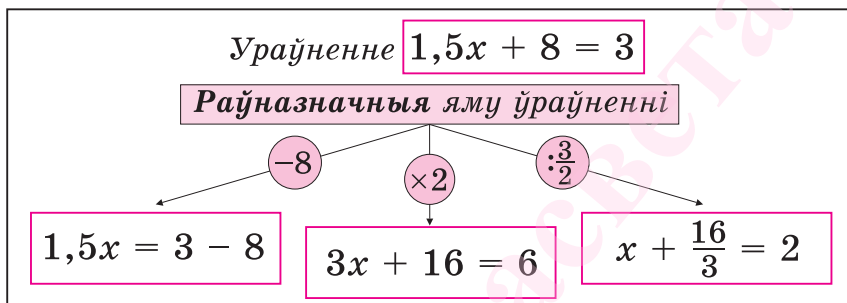 Ураўненне 1,5x + 8 = 3
Раўназначныя яму ўраўненні
−8
×2
:3/2
1,5x = 3 − 8
3x + 16 = 6
x + 16/3 = 2
асвета